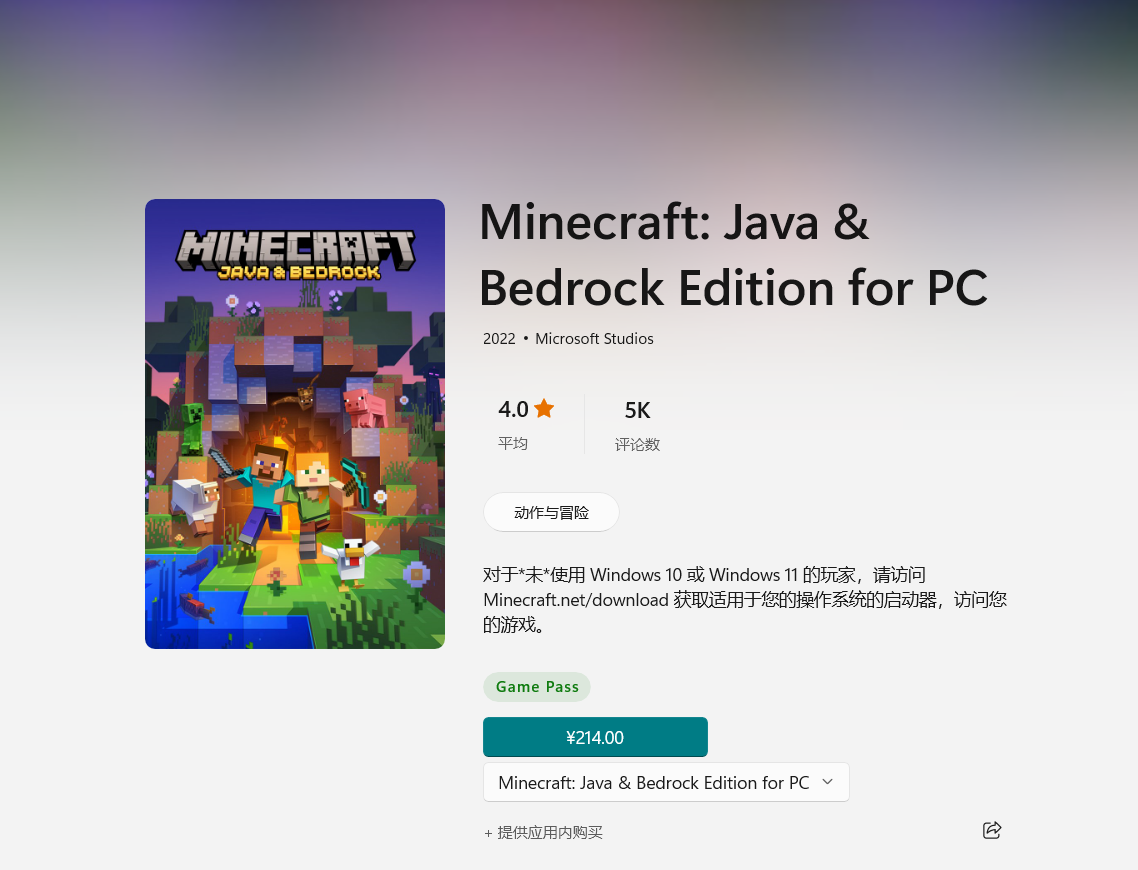 MINECRAFT
JAVA & BEDROCK
Minecraft: Java &
Bedrock Edition for PC
2022 • Microsoft Studios
4.0
5K
平均
评论数
动作与冒险
对于*未*使用 Windows 10 或 Windows 11 的玩家，请访问
Minecraft.net/download 获取适用于您的操作系统的启动器，访问您
的游戏。
Game Pass
¥214.00
Minecraft: Java & Bedrock Edition for PC
+ 提供应用内购买